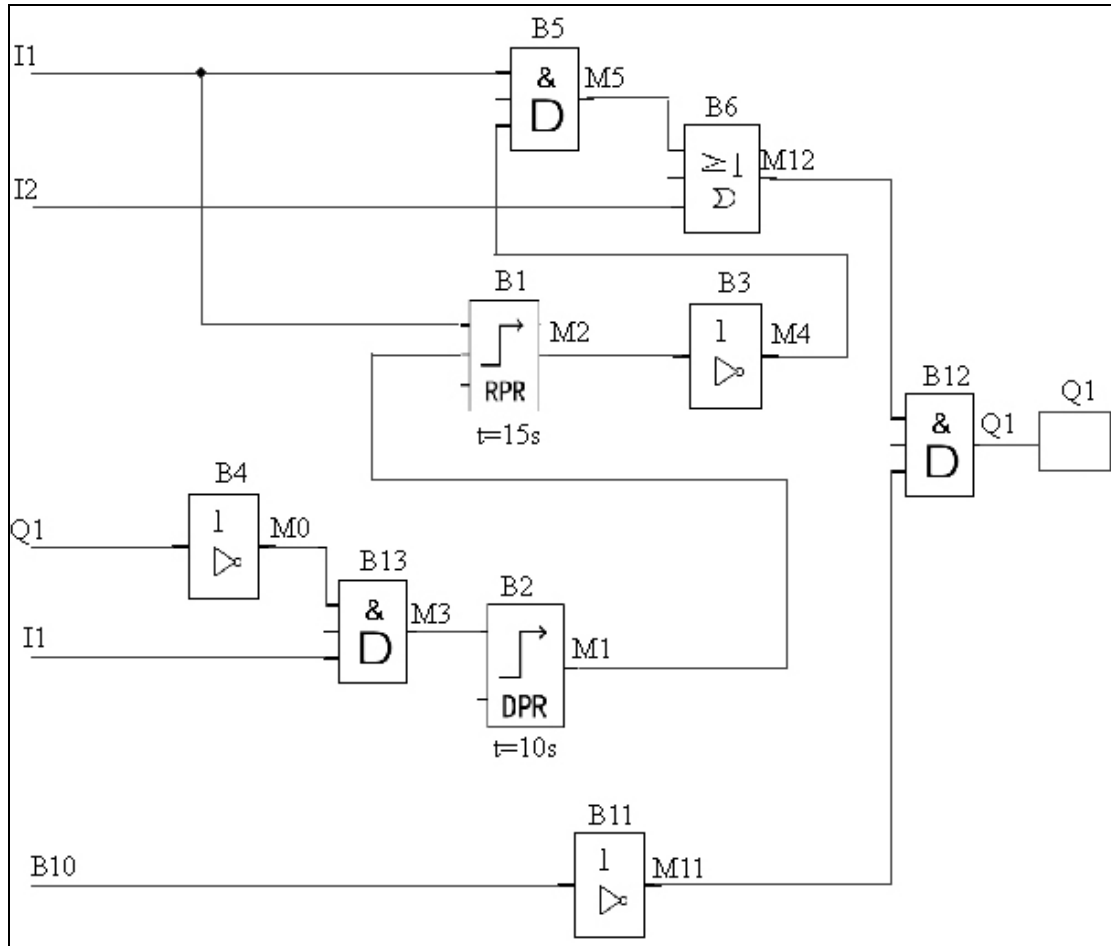 B5
I1
&
M5
D
B6
≥1
M12
I2
B1
B3
M2
1
M4
RPR
t=15s
B12
&
Q1
Q1
D
B4
1
Q1
M0
B13
&
M3
B2
I1
D
M1
DPR
t=10s
B11
1
B10
M11